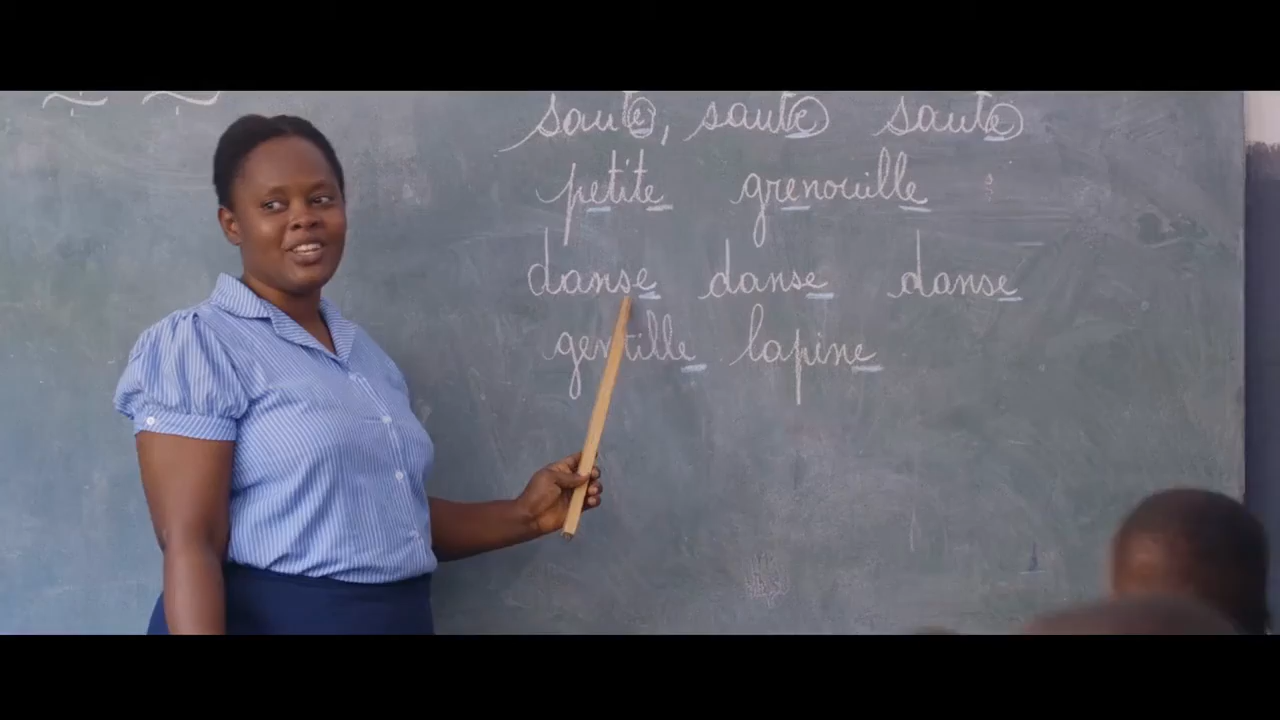 saute, saute saute
petite grenouille
danse danse danse
gentille lapine